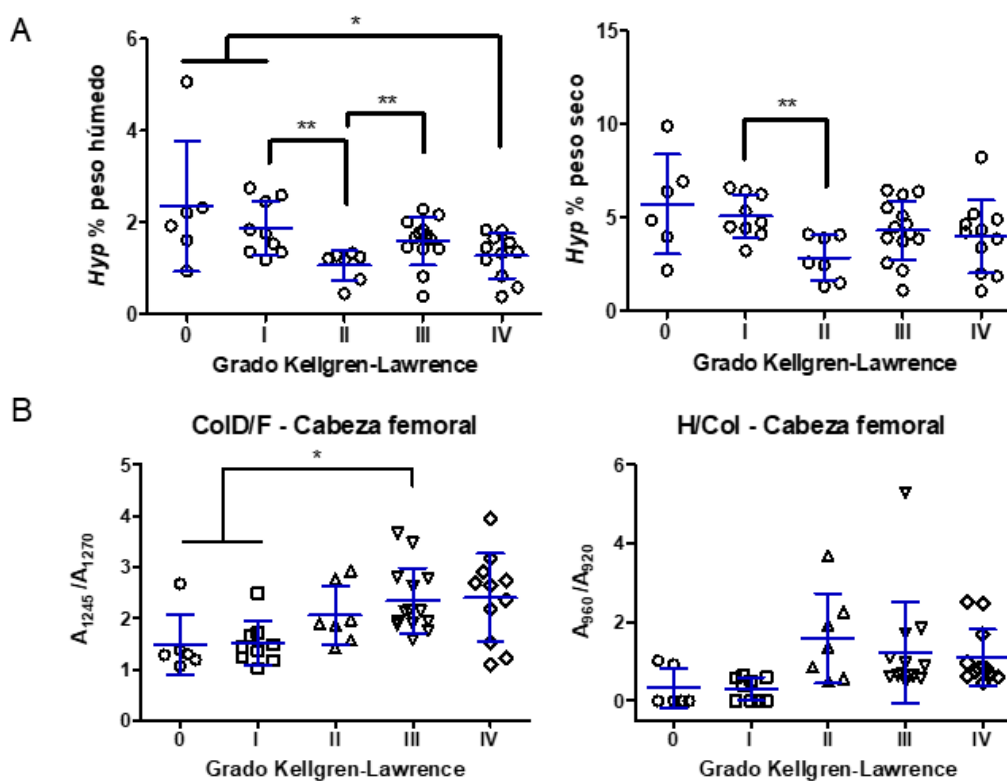 A
Hyp % peso húmedo
6
4
2
0
*
**
**
0 I II III IV
Grado Kellgren-Lawrence
Hyp % peso seco
15
10
5
0
**
0 I II III IV
Grado Kellgren-Lawrence
B
ColD/F - Cabeza femoral
A1245/A1270
5
4
3
2
1
0
*
0 I II III IV
Grado Kellgren-Lawrence
H/Col - Cabeza femoral
A960/A920
6
4
2
0
0 I II III IV
Grado Kellgren-Lawrence